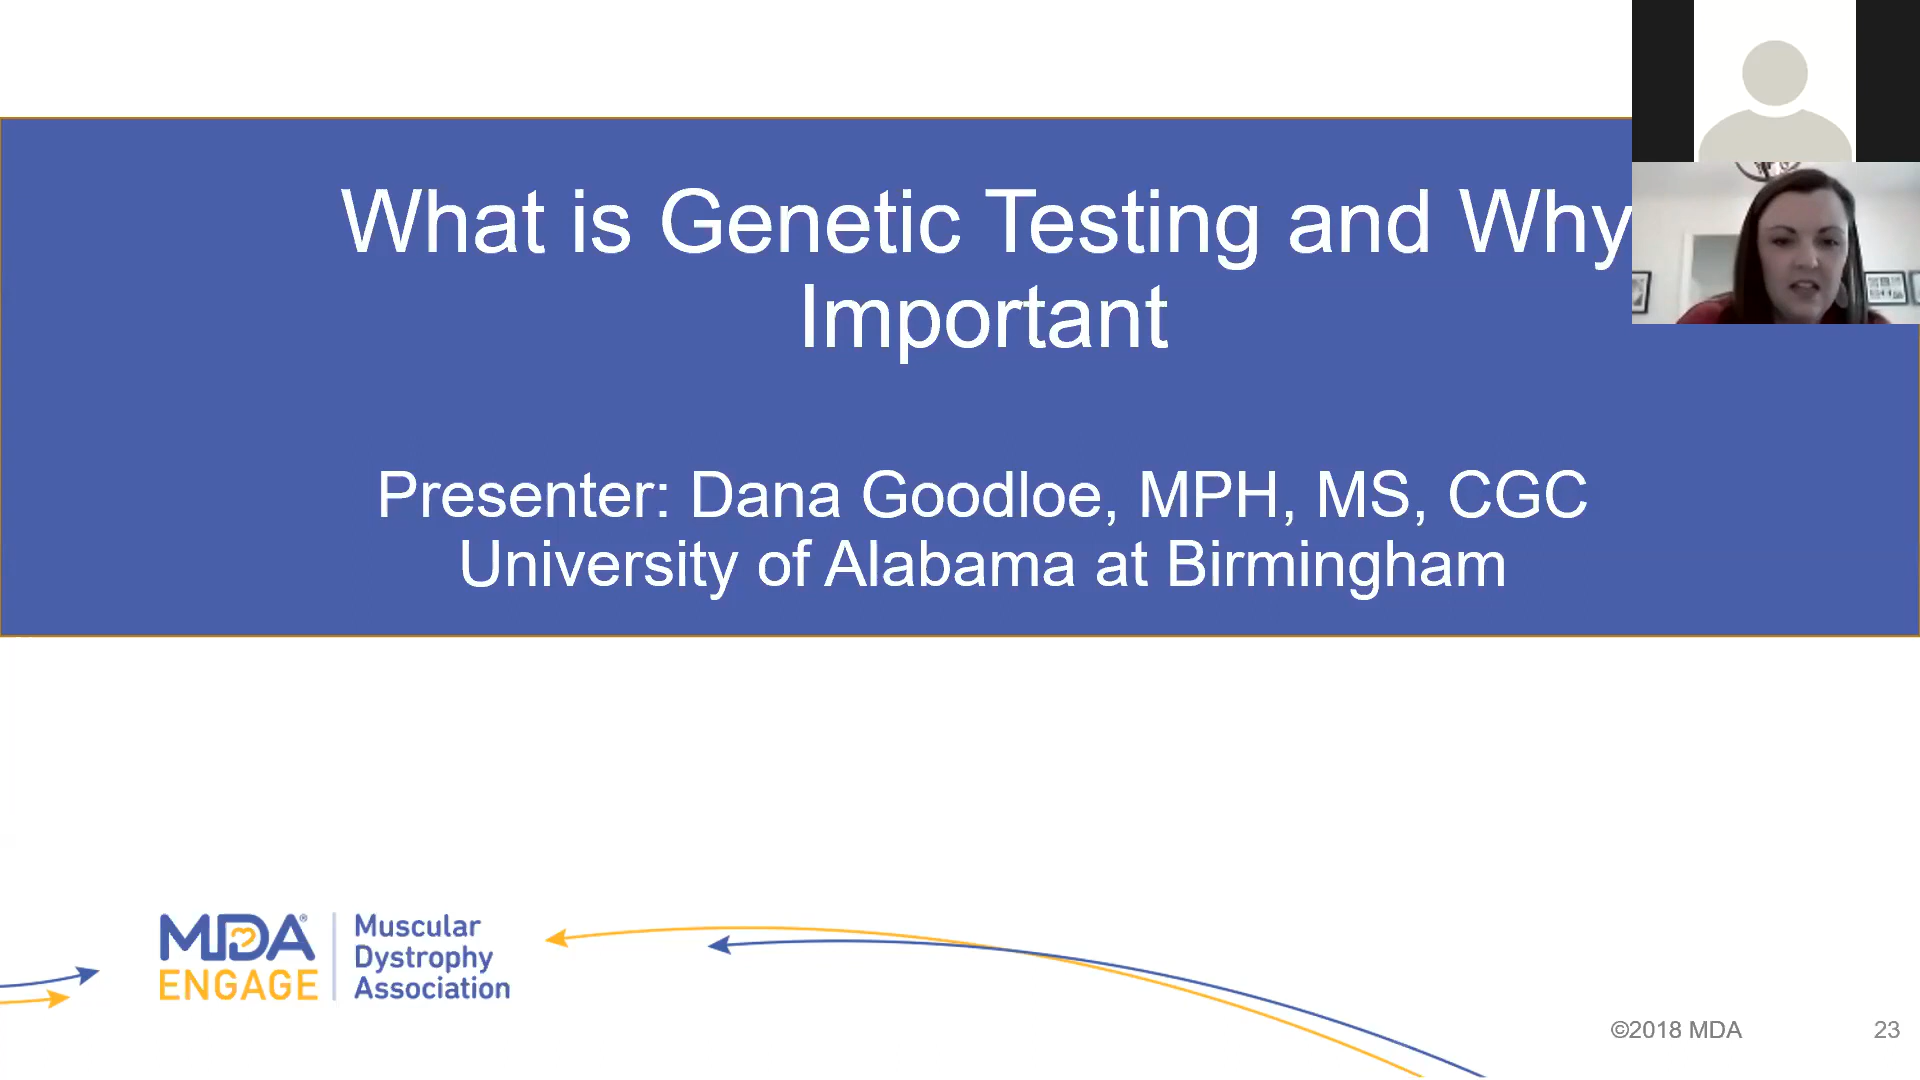 What is Genetic Testing and Why
Important
Presenter: Dana Goodloe, MPH, MS, CGC
University of Alabama at Birmingham
MDA®
ENGAGE
Muscular
Dystrophy
Association
©2018 MDA
23